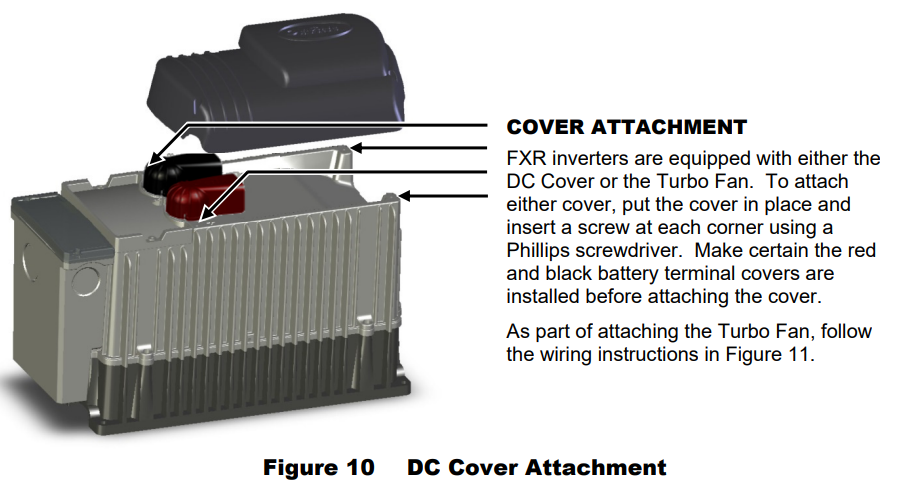 COVER ATTACHMENT
FXR inverters are equipped with either the
DC Cover or the Turbo Fan.  To attach
either cover, put the cover in place and
insert a screw at each corner using a
Phillips screwdriver.  Make certain the red
and black battery terminal covers are
installed before attaching the cover.
As part of attaching the Turbo Fan, follow
the wiring instructions in Figure 11.
Figure 10    DC Cover Attachment